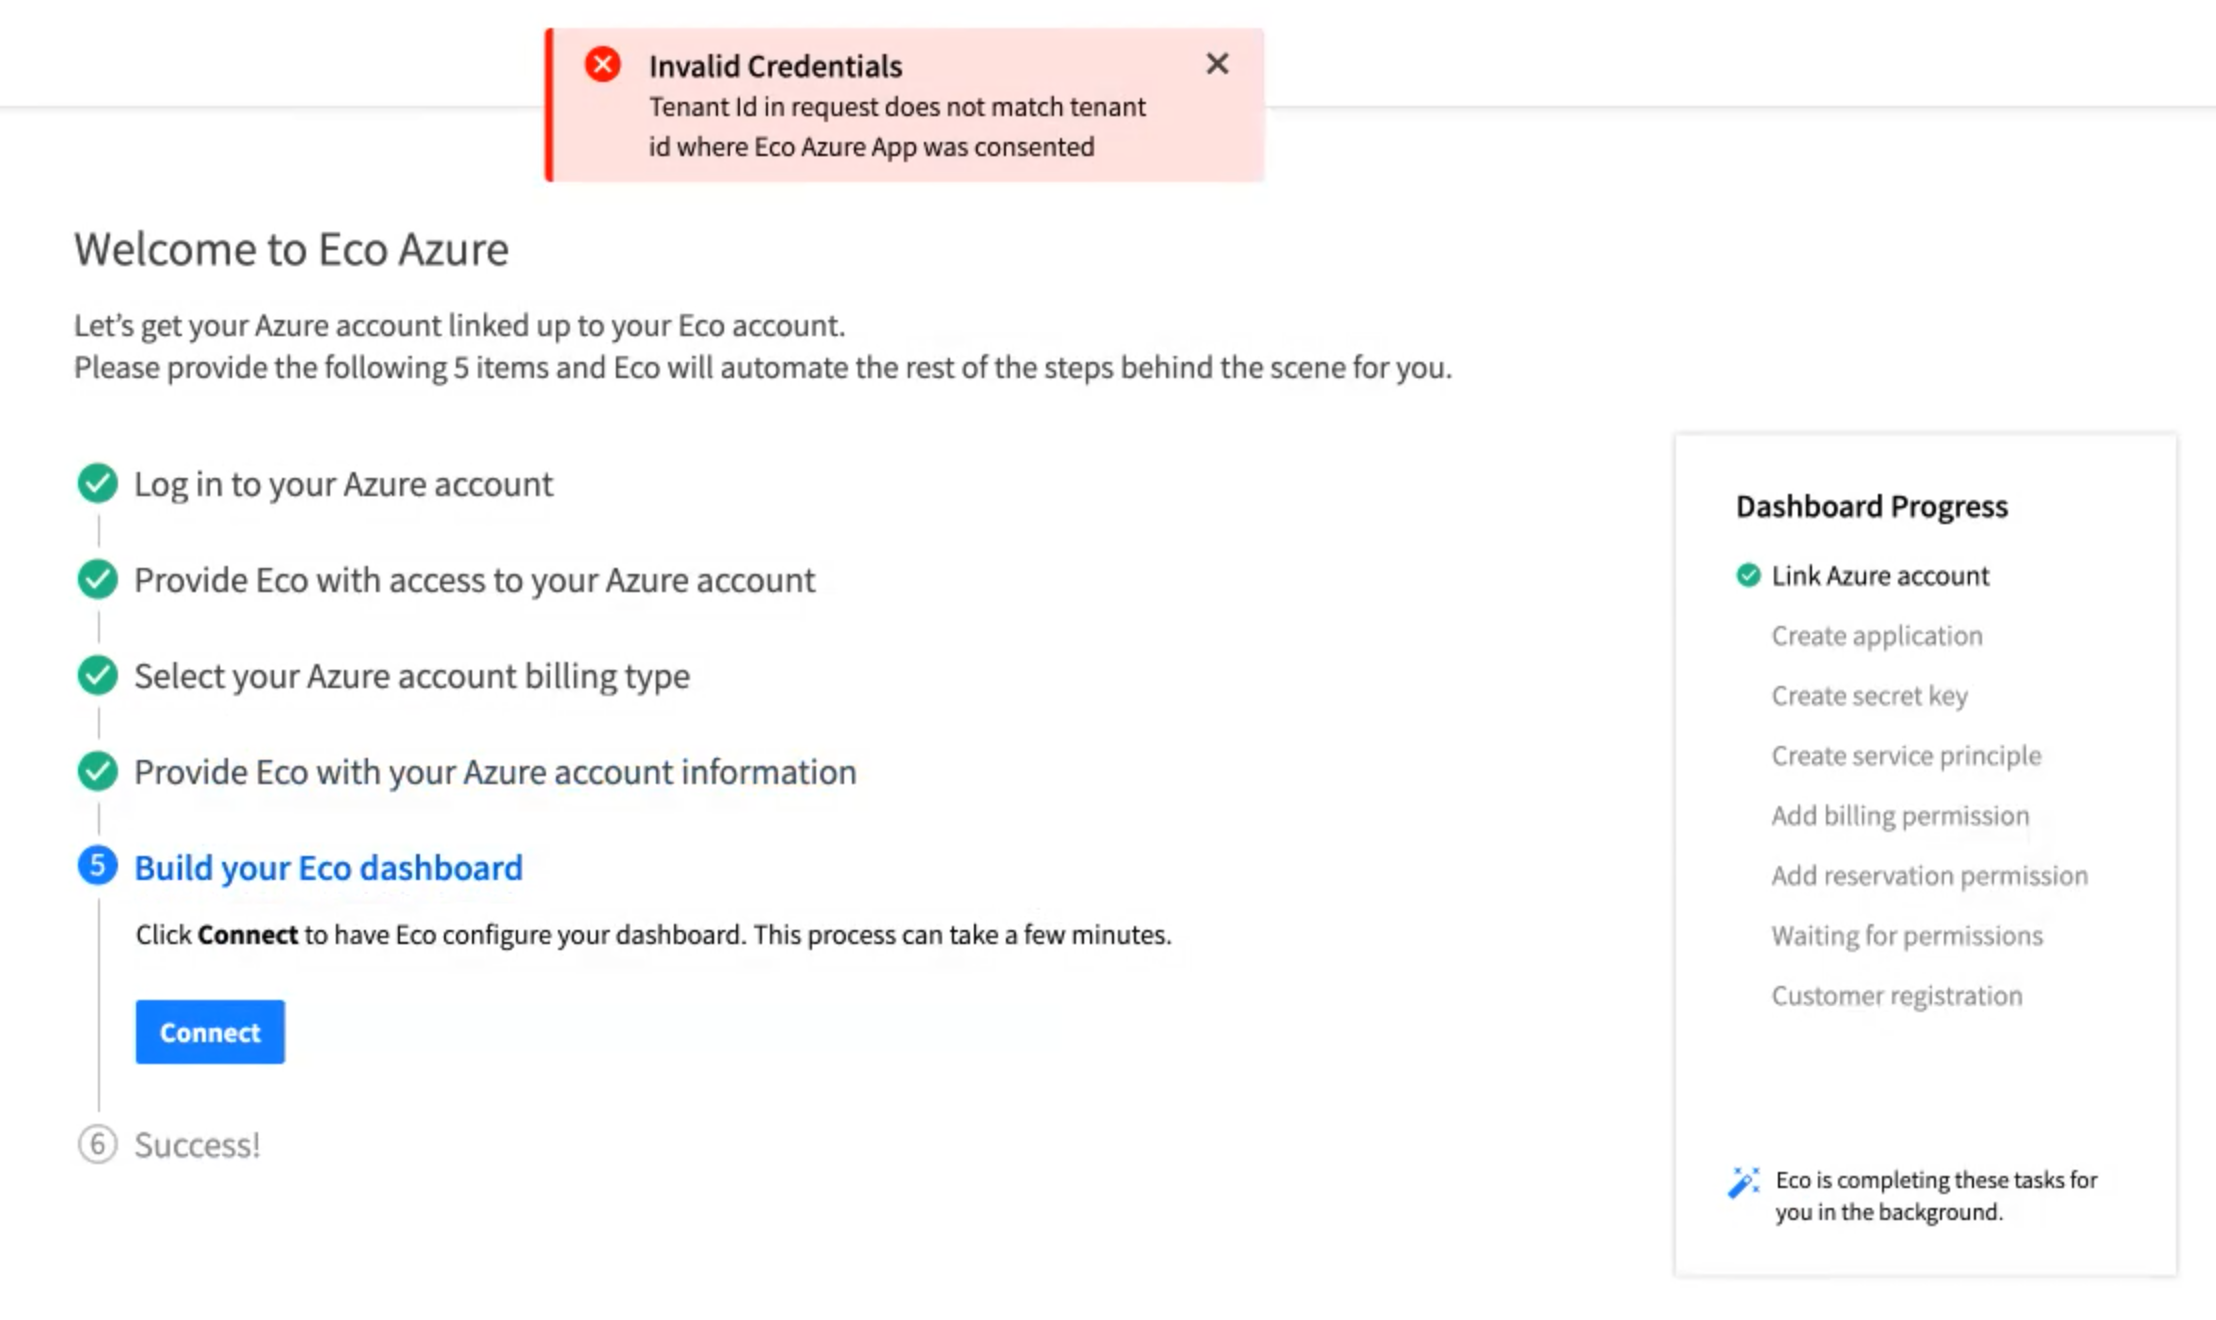 Invalid Credentials
Tenant Id in request does not match tenant
id where Eco Azure App was consented
Welcome to Eco Azure
Let's get your Azure account linked up to your Eco account.
Please provide the following 5 items and Eco will automate the rest of the steps behind the scene for you.
Log in to your Azure account
Provide Eco with access to your Azure account
Select your Azure account billing type
Provide Eco with your Azure account information
5 Build your Eco dashboard
Click Connect to have Eco configure your dashboard. This process can take a few minutes.
Connect
6 Success!
Dashboard Progress
Link Azure account
Create application
Create secret key
Create service principle
Add billing permission
Add reservation permission
Waiting for permissions
Customer registration
Eco is completing these tasks for
you in the background.